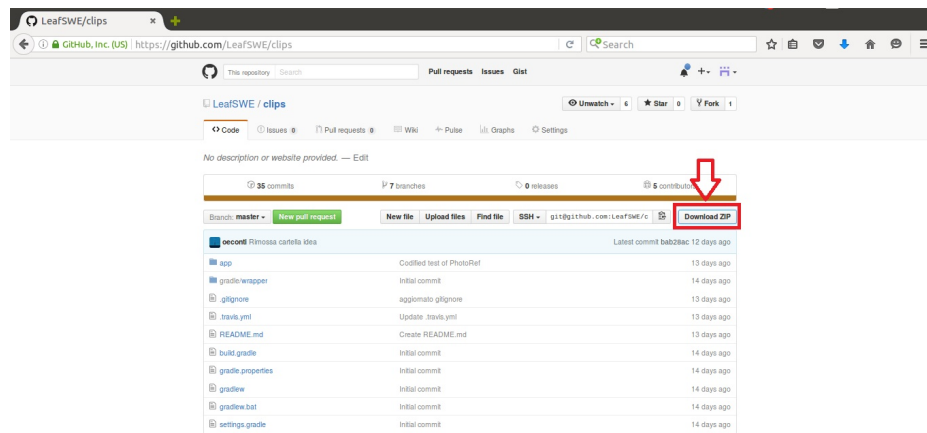 LeafSWE/clips
GitHub, Inc. (US) https://github.com/LeafSWE/clips Search
This repository Search Pull requests Issues Gist
LeafSWE / clips Unwatch 6 Star 0 Fork 1
Code Issues 0 Pull requests 0 Wiki Pulse Graphs Settings
No description or website provided. — Edit
35 commits 7 branches 0 releases 5 contributors
Branch: master New pull request New file Upload files Find file SSH git@github.com:LeafSWE/c Download ZIP
oeconti Rimossa cartella idea Latest commit bab28ac 12 days ago
app Codified test of PhotoRef 13 days ago
gradle/wrapper Initial commit 14 days ago
.gitignore aggiornato gitignore 13 days ago
.travis.yml Update .travis.yml 13 days ago
README.md Create README.md 13 days ago
build.gradle Initial commit 14 days ago
gradle.properties Initial commit 14 days ago
gradlew Initial commit 14 days ago
gradlew.bat Initial commit 14 days ago
settings.gradle Initial commit 14 days ago